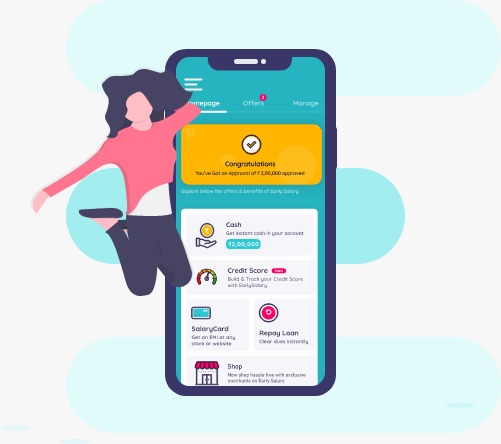 Homepage
Offers
2
Manage
Congratulations
You've Got an Approval of ₹ 2,00,000 approved
Explore below the offers & benefits of Early Salary
Cash
Get instant cash in your account
₹2,00,000
Credit Score
New
Build & Track your Credit Score
with EarlySalary
SalaryCard
Get an EMI at any
store or website
Repay Loan
Clear dues instantly
Shop
New shop hassle free with exclusive
merchants on Early Salary